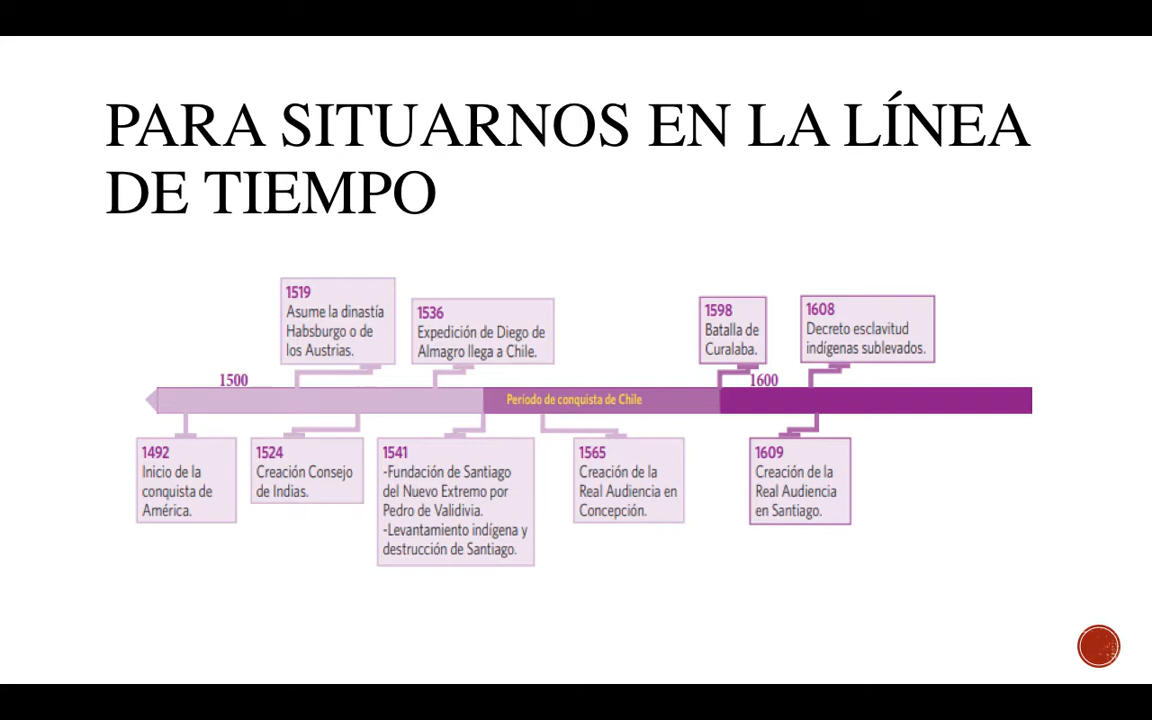 PARA SITUARNOS EN LA LÍNEA
DE TIEMPO
1519
Asume la dinastía
Habsburgo o de
los Austrias.
1536
Expedición de Diego de
Almagro llega a Chile.
1598
Batalla de
Curalaba.
1608
Decreto esclavitud
indígenas sublevados.
1500
1600
Período de conquista de Chile
1492
Inicio de la
conquista de
América.
1524
Creación Consejo
de Indias.
1541
-Fundación de Santiago
del Nuevo Extremo por
Pedro de Validivia.
-Levantamiento indígena y
destrucción de Santiago.
1565
Creación de la
Real Audiencia en
Concepción.
1609
Creación de la
Real Audiencia
en Santiago.